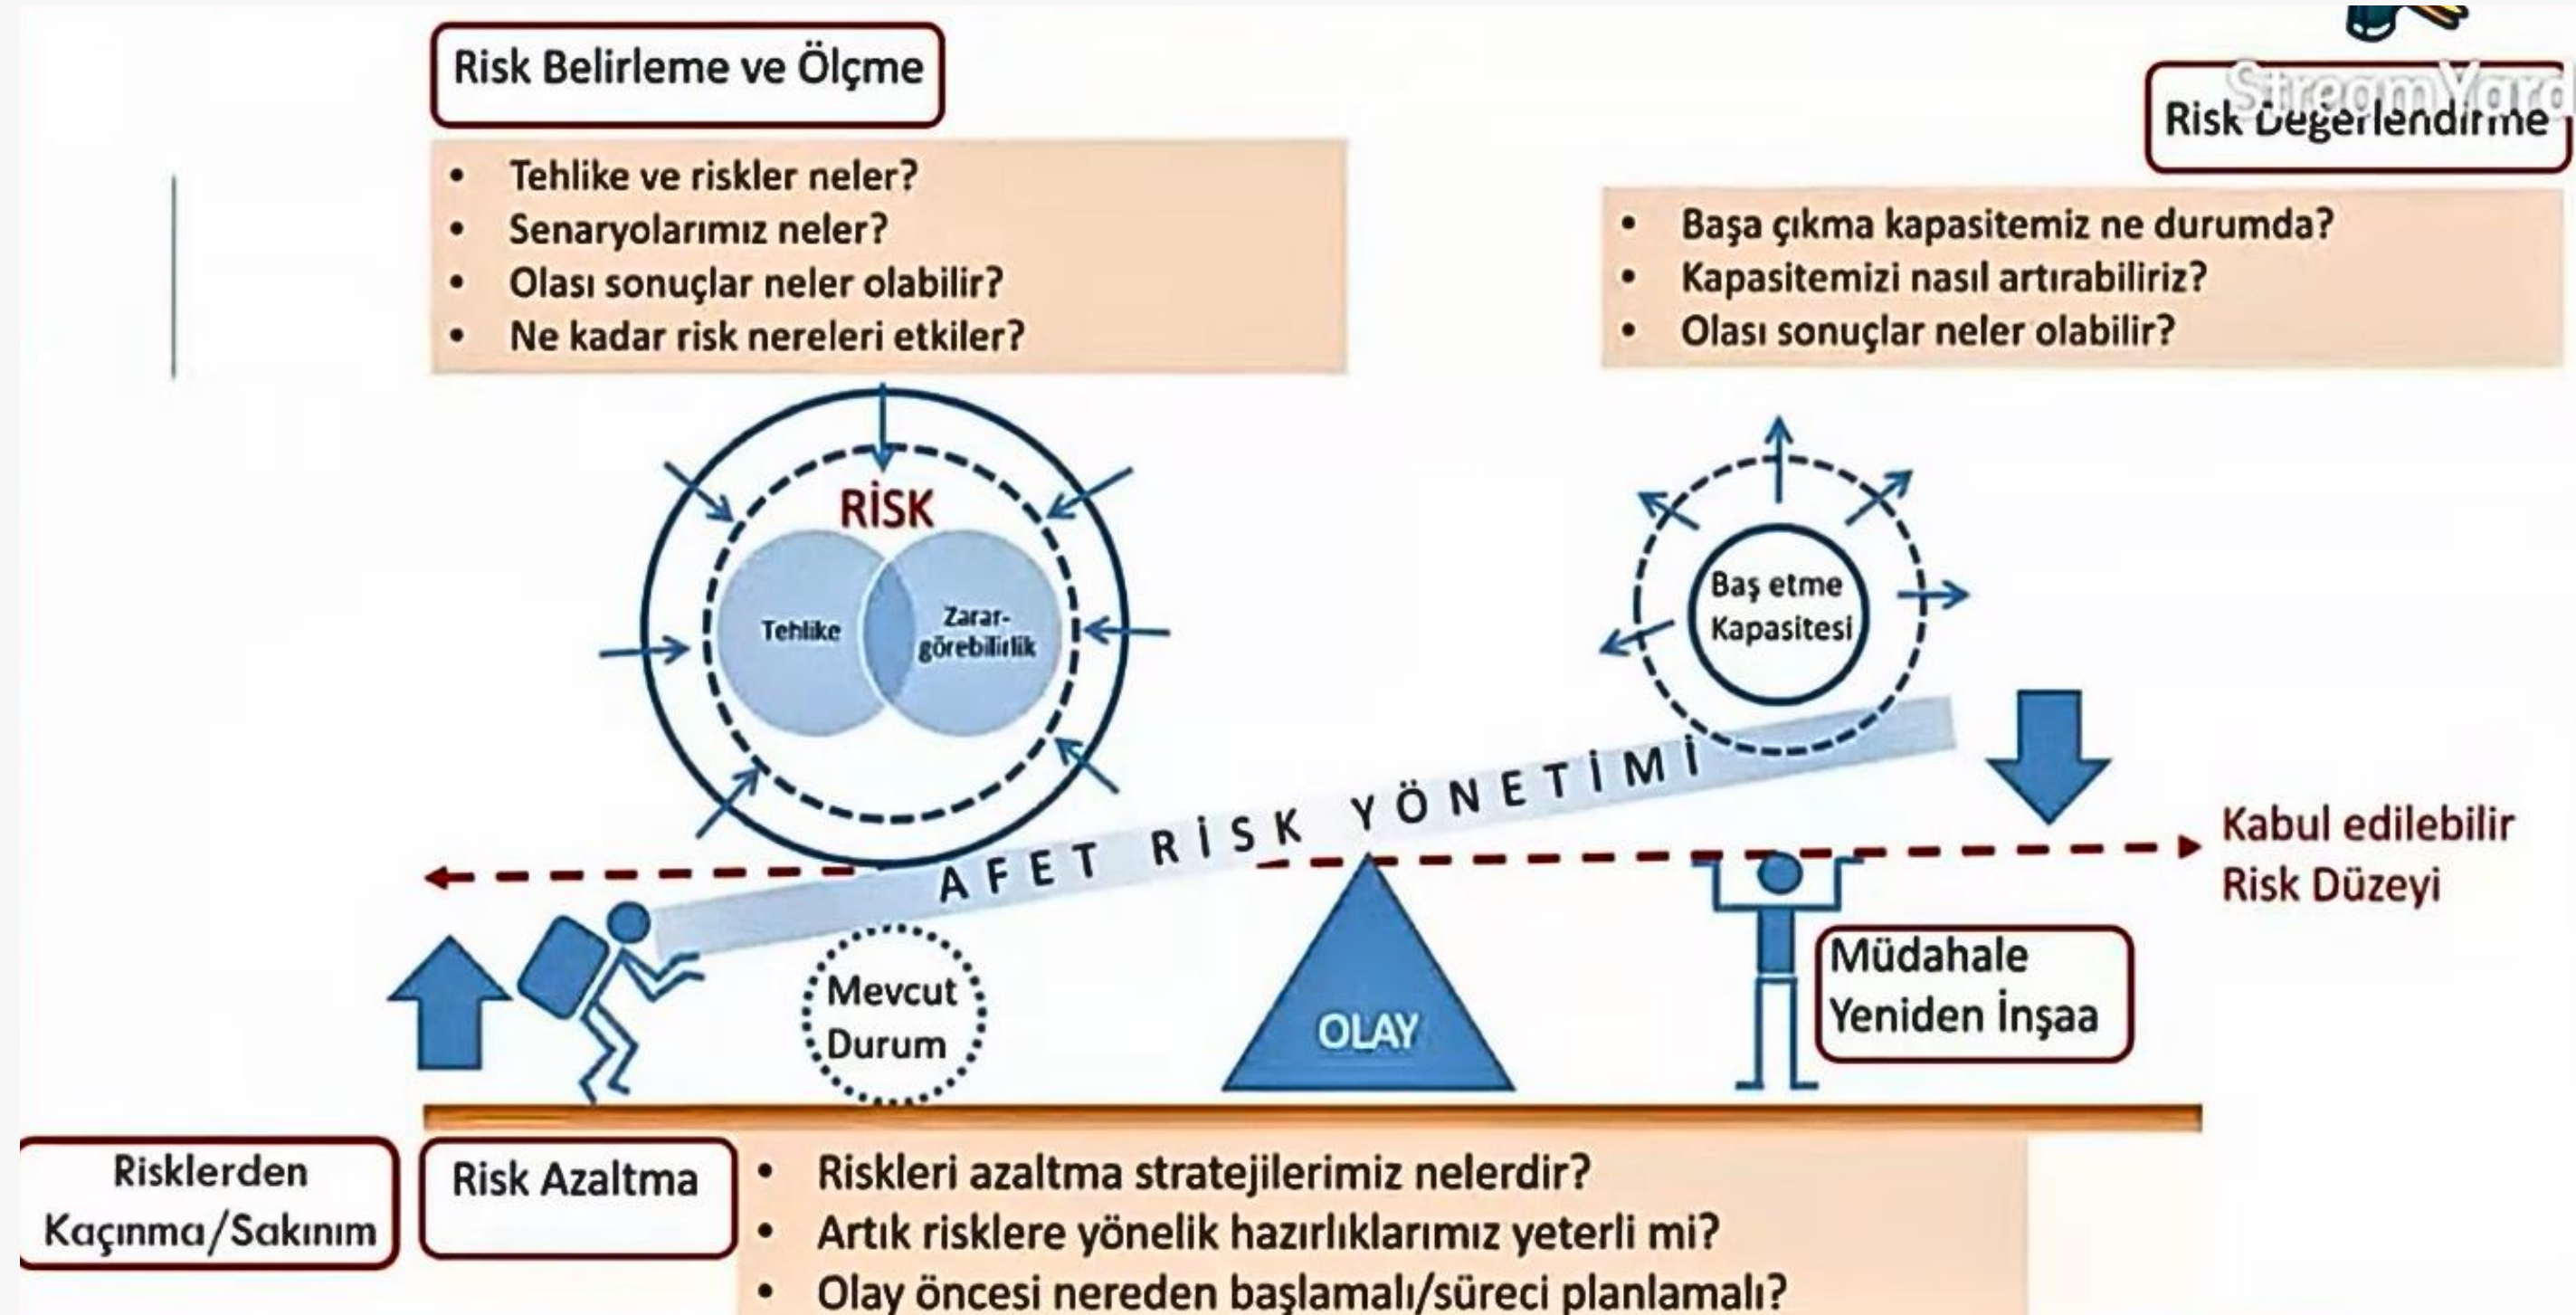 Risk Belirleme ve Ölçme
• Tehlike ve riskler neler?
• Senaryolarımız neler?
• Olası sonuçlar neler olabilir?
• Ne kadar risk nereleri etkiler?
StreamYard
Risk Değerlendirme
• Başa çıkma kapasitemiz ne durumda?
• Kapasitemizi nasıl artırabiliriz?
• Olası sonuçlar neler olabilir?
RİSK
Tehlike
Zarar-
görebilirlik
Baş etme
Kapasitesi
AFET RİSK YÖNETİMİ
Kabul edilebilir
Risk Düzeyi
Mevcut
Durum
OLAY
Müdahale
Yeniden İnşaa
Risklerden
Kaçınma/Sakınım
Risk Azaltma
• Riskleri azaltma stratejilerimiz nelerdir?
• Artık risklere yönelik hazırlıklarımız yeterli mi?
• Olay öncesi nereden başlamalı/süreci planlamalı?